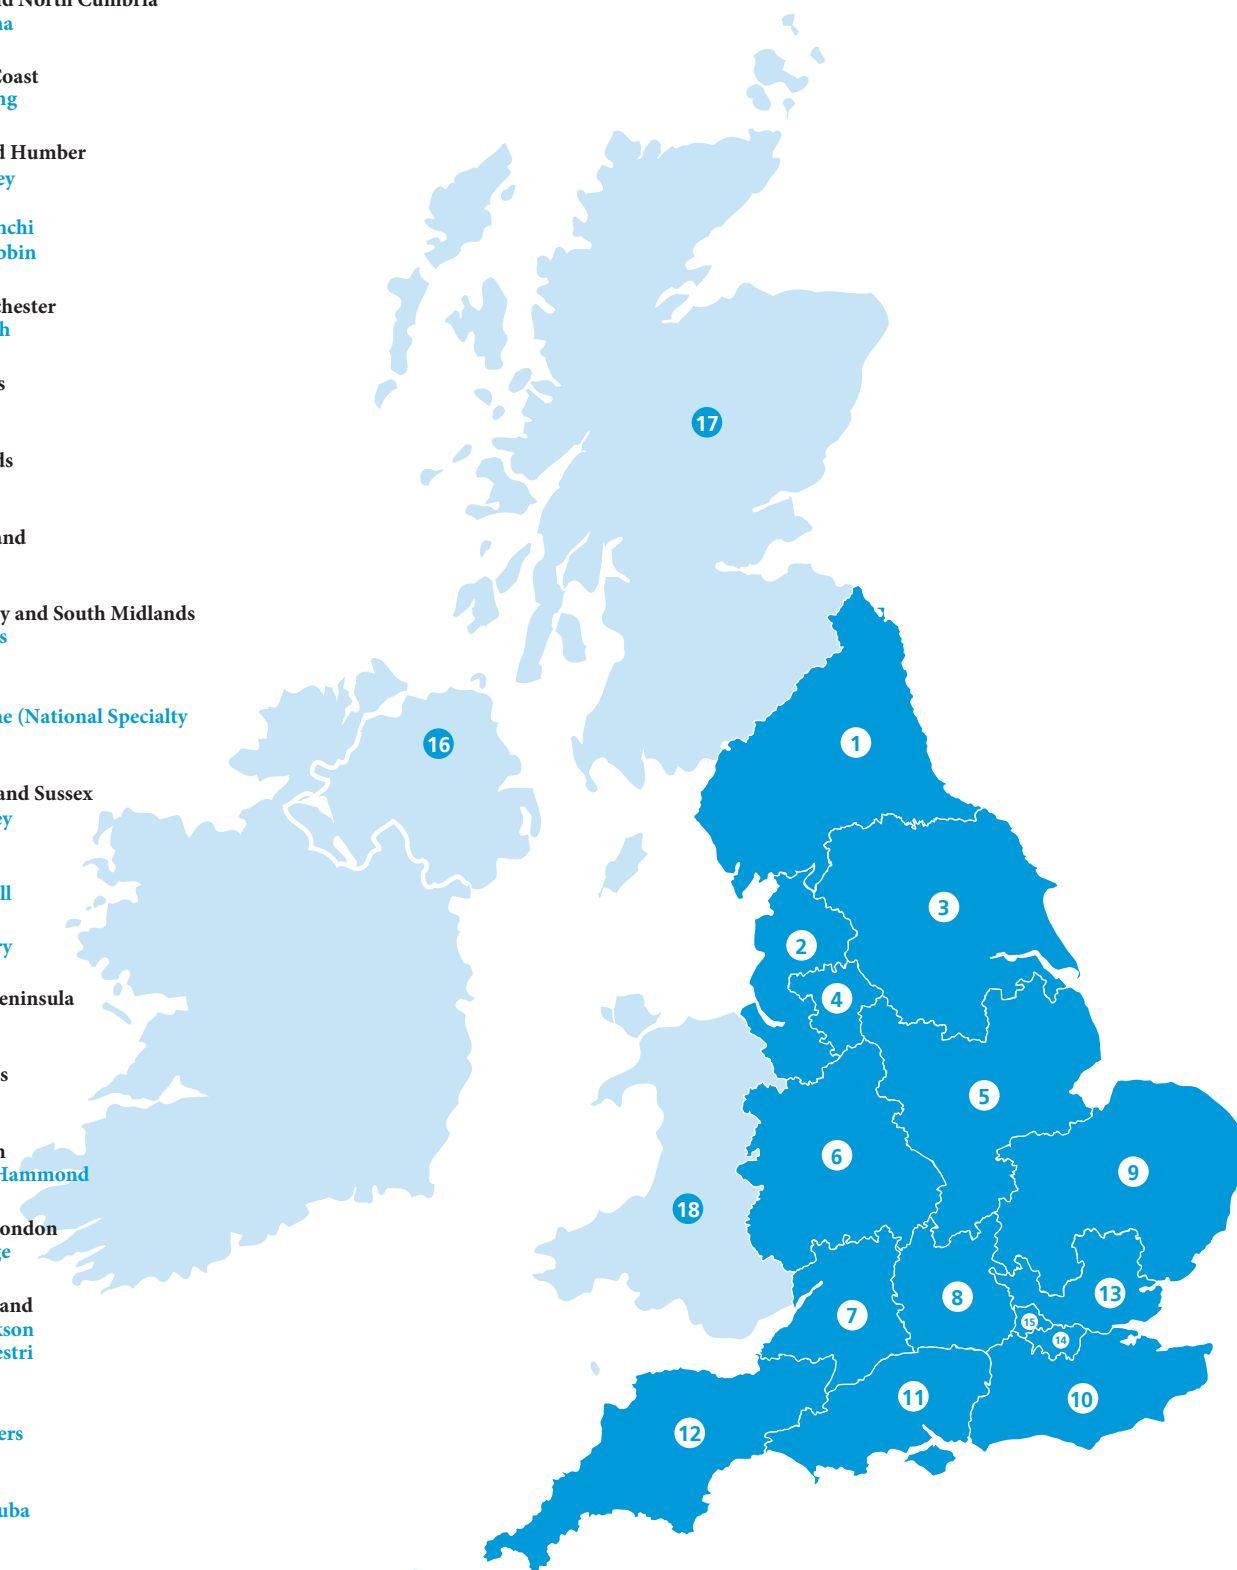 d North Cumbria
na
Coast
ng
d Humber
ey
nchi
bbin
chester
h
s
ds
and
y and South Midlands
s
ne (National Specialty
and Sussex
ey
ll
ry
eninsula
s
n
Hammond
ondon
ge
and
kson
estri
ers
uba
17
16
1
3
2
4
5
6
9
18
13
8
7
15
14
11
10
12